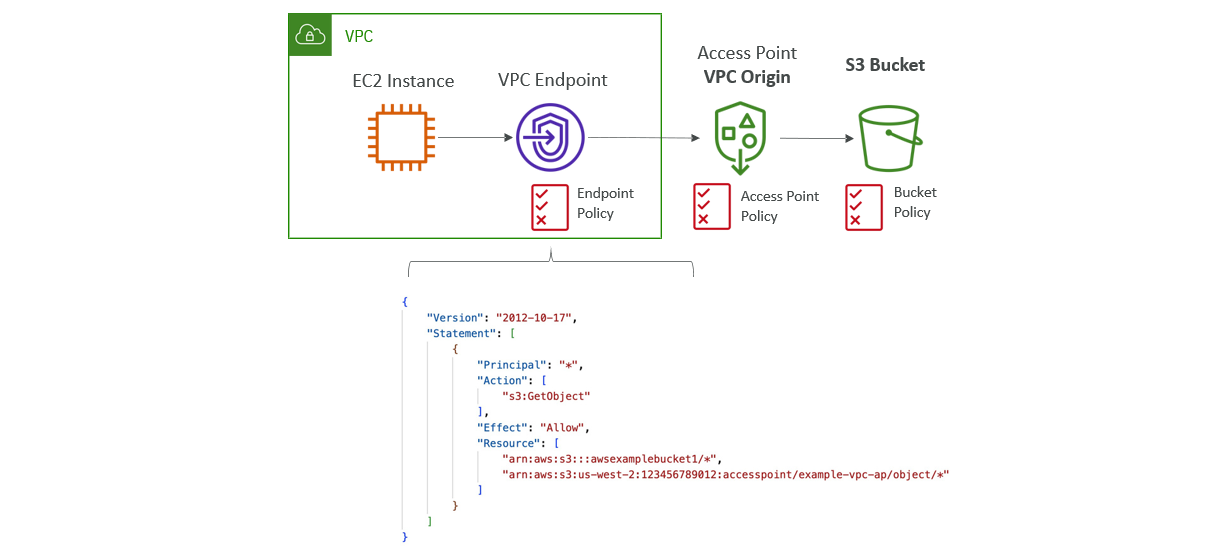 VPC
EC2 Instance
VPC Endpoint
Access Point
VPC Origin
S3 Bucket
Endpoint
Policy
Access Point
Policy
Bucket
Policy
{
"Version": "2012-10-17",
"Statement": [
{
"Principal": "*",
"Action": [
"s3:GetObject"
],
"Effect": "Allow",
"Resource": [
"arn:aws:s3:::awsexamplebucket1/*",
"arn:aws:s3:us-west-2:123456789012:accesspoint/example-vpc-ap/object/*"
]
}
]
}